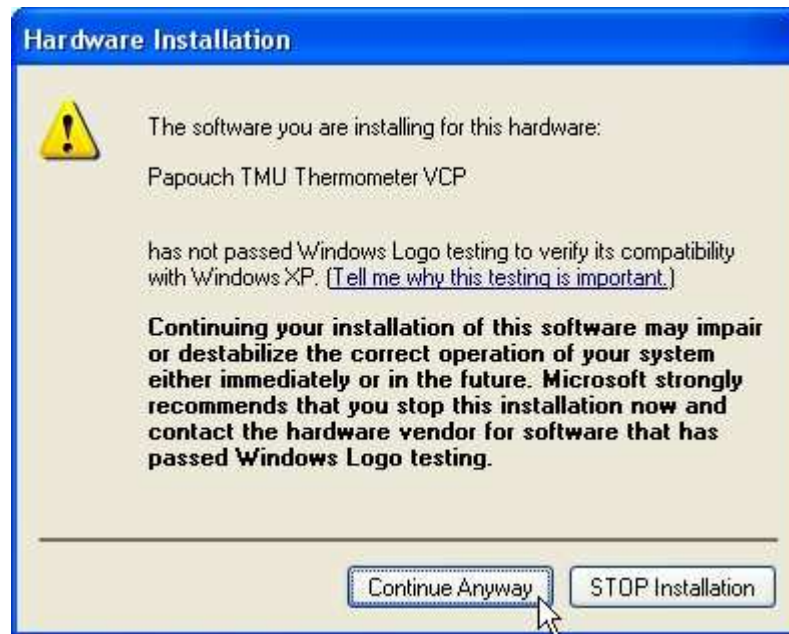 Hardware Installation
The software you are installing for this hardware:
Papouch TMU Thermometer VCP
has not passed Windows Logo testing to verify its compatibility
with Windows XP. (Tell me why this testing is important.)
Continuing your installation of this software may impair
or destabilize the correct operation of your system
either immediately or in the future. Microsoft strongly
recommends that you stop this installation now and
contact the hardware vendor for software that has
passed Windows Logo testing.
Continue Anyway
STOP Installation